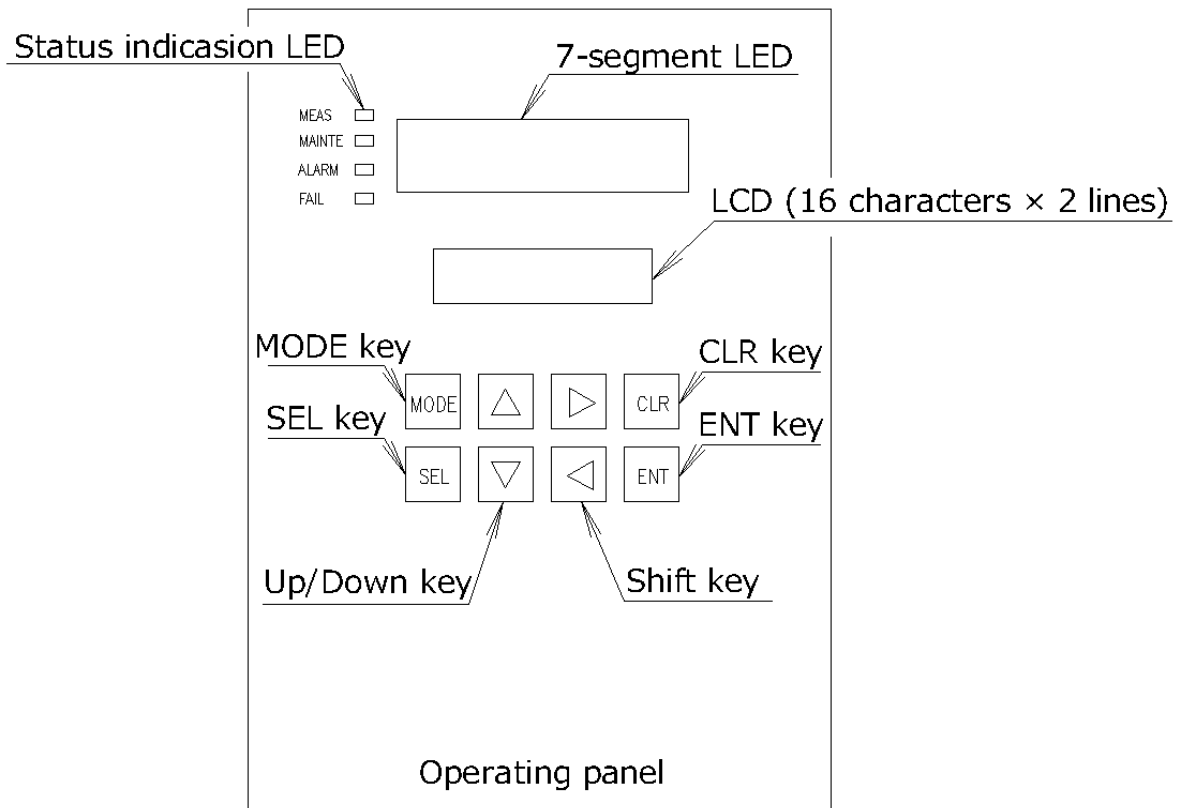 Status indicasion LED
7-segment LED
MEAS
MAINTE
ALARM
FAIL
LCD (16 characters × 2 lines)
MODE key
CLR key
MODE
CLR
SEL key
ENT key
SEL
ENT
Up/Down key
Shift key
Operating panel